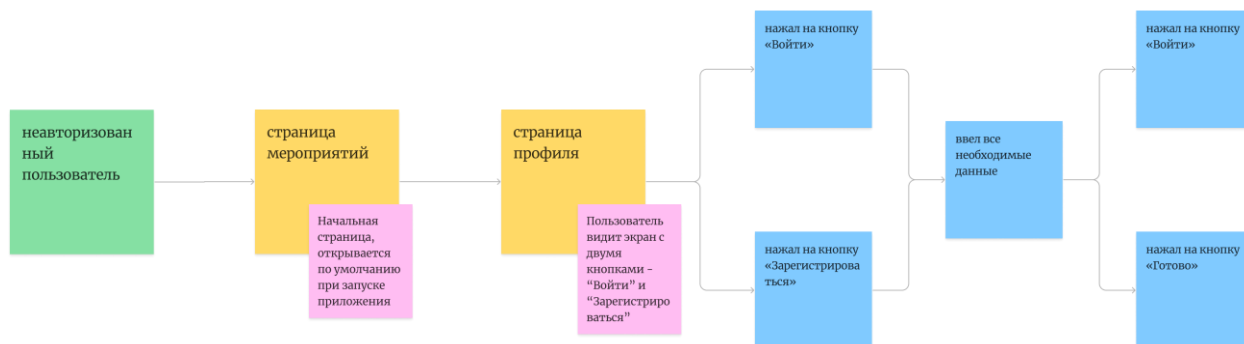 неавторизован
ный
пользователь
страница
мероприятий
Начальная
страница,
открывается
по умолчанию
при запуске
приложения
страница
профиля
Пользователь
видит экран с
двумя
кнопками -
“Войти” и
“Зарегистриро
ваться”
нажал на кнопку
«Войти»
нажал на кнопку
«Зарегистрирова
ться»
ввел все
необходимые
данные
нажал на кнопку
«Войти»
нажал на кнопку
«Готово»